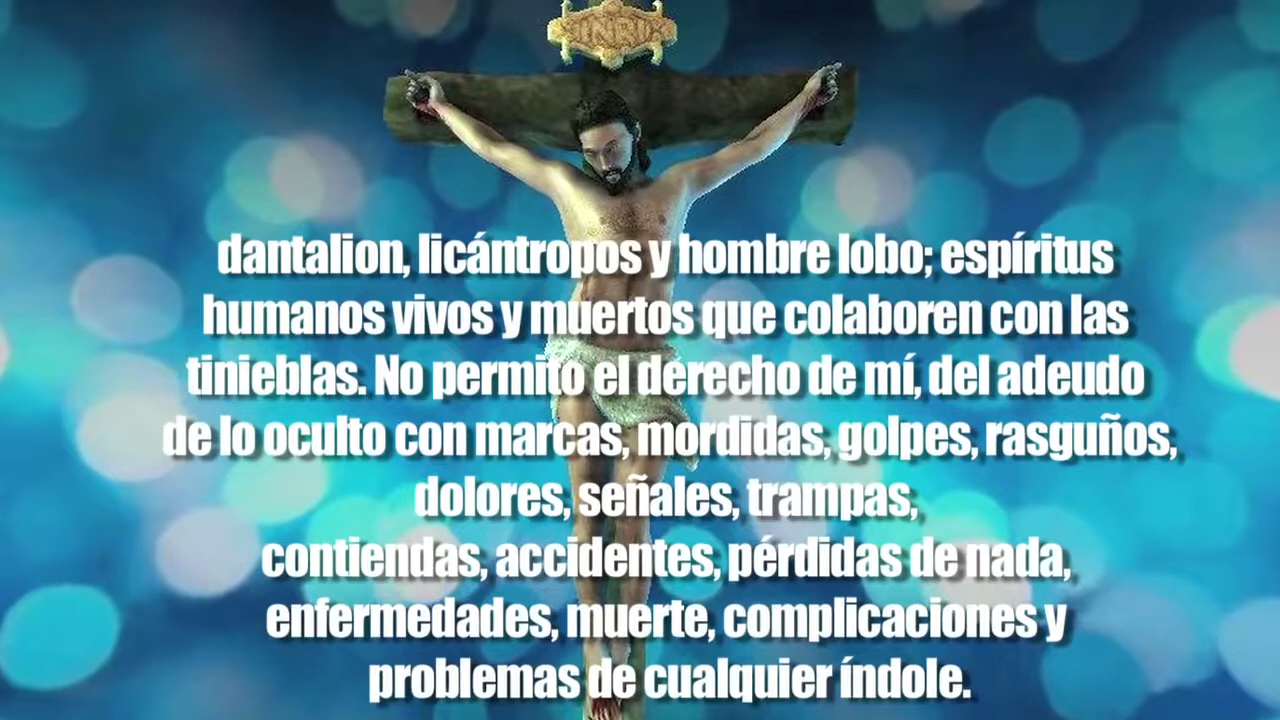 INRI
dantalion, licántropos y hombre lobo; espíritus
humanos vivos y muertos que colaboren con las
tinieblas. No permito el derecho de mí, del adeudo
de lo oculto con marcas, mordidas, golpes, rasguños,
dolores, señales, trampas,
contiendas, accidentes, pérdidas de nada,
enfermedades, muerte, complicaciones y
problemas de cualquier índole.